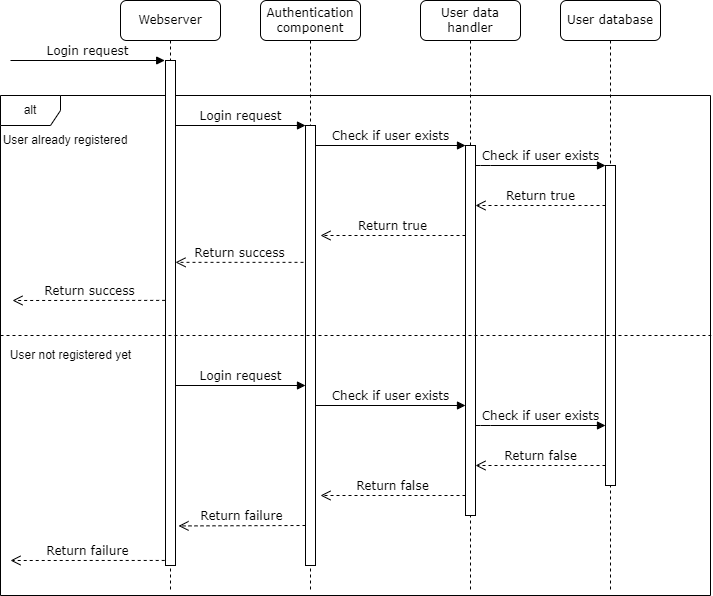 Webserver
Authentication
component
User data
handler
User database
Login request
alt
User already registered
Login request
Check if user exists
Check if user exists
Return true
Return true
Return success
Return success
User not registered yet
Login request
Check if user exists
Check if user exists
Return false
Return false
Return failure
Return failure